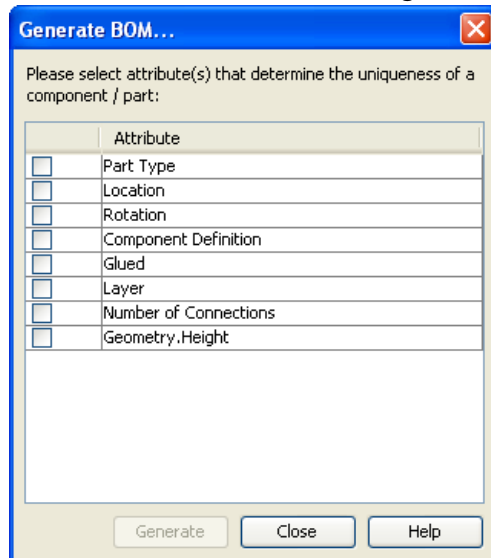 Generate BOM...
Please select attribute(s) that determine the uniqueness of a
component / part:
Attribute
Part Type
Location
Rotation
Component Definition
Glued
Layer
Number of Connections
Geometry.Height
Generate Close Help